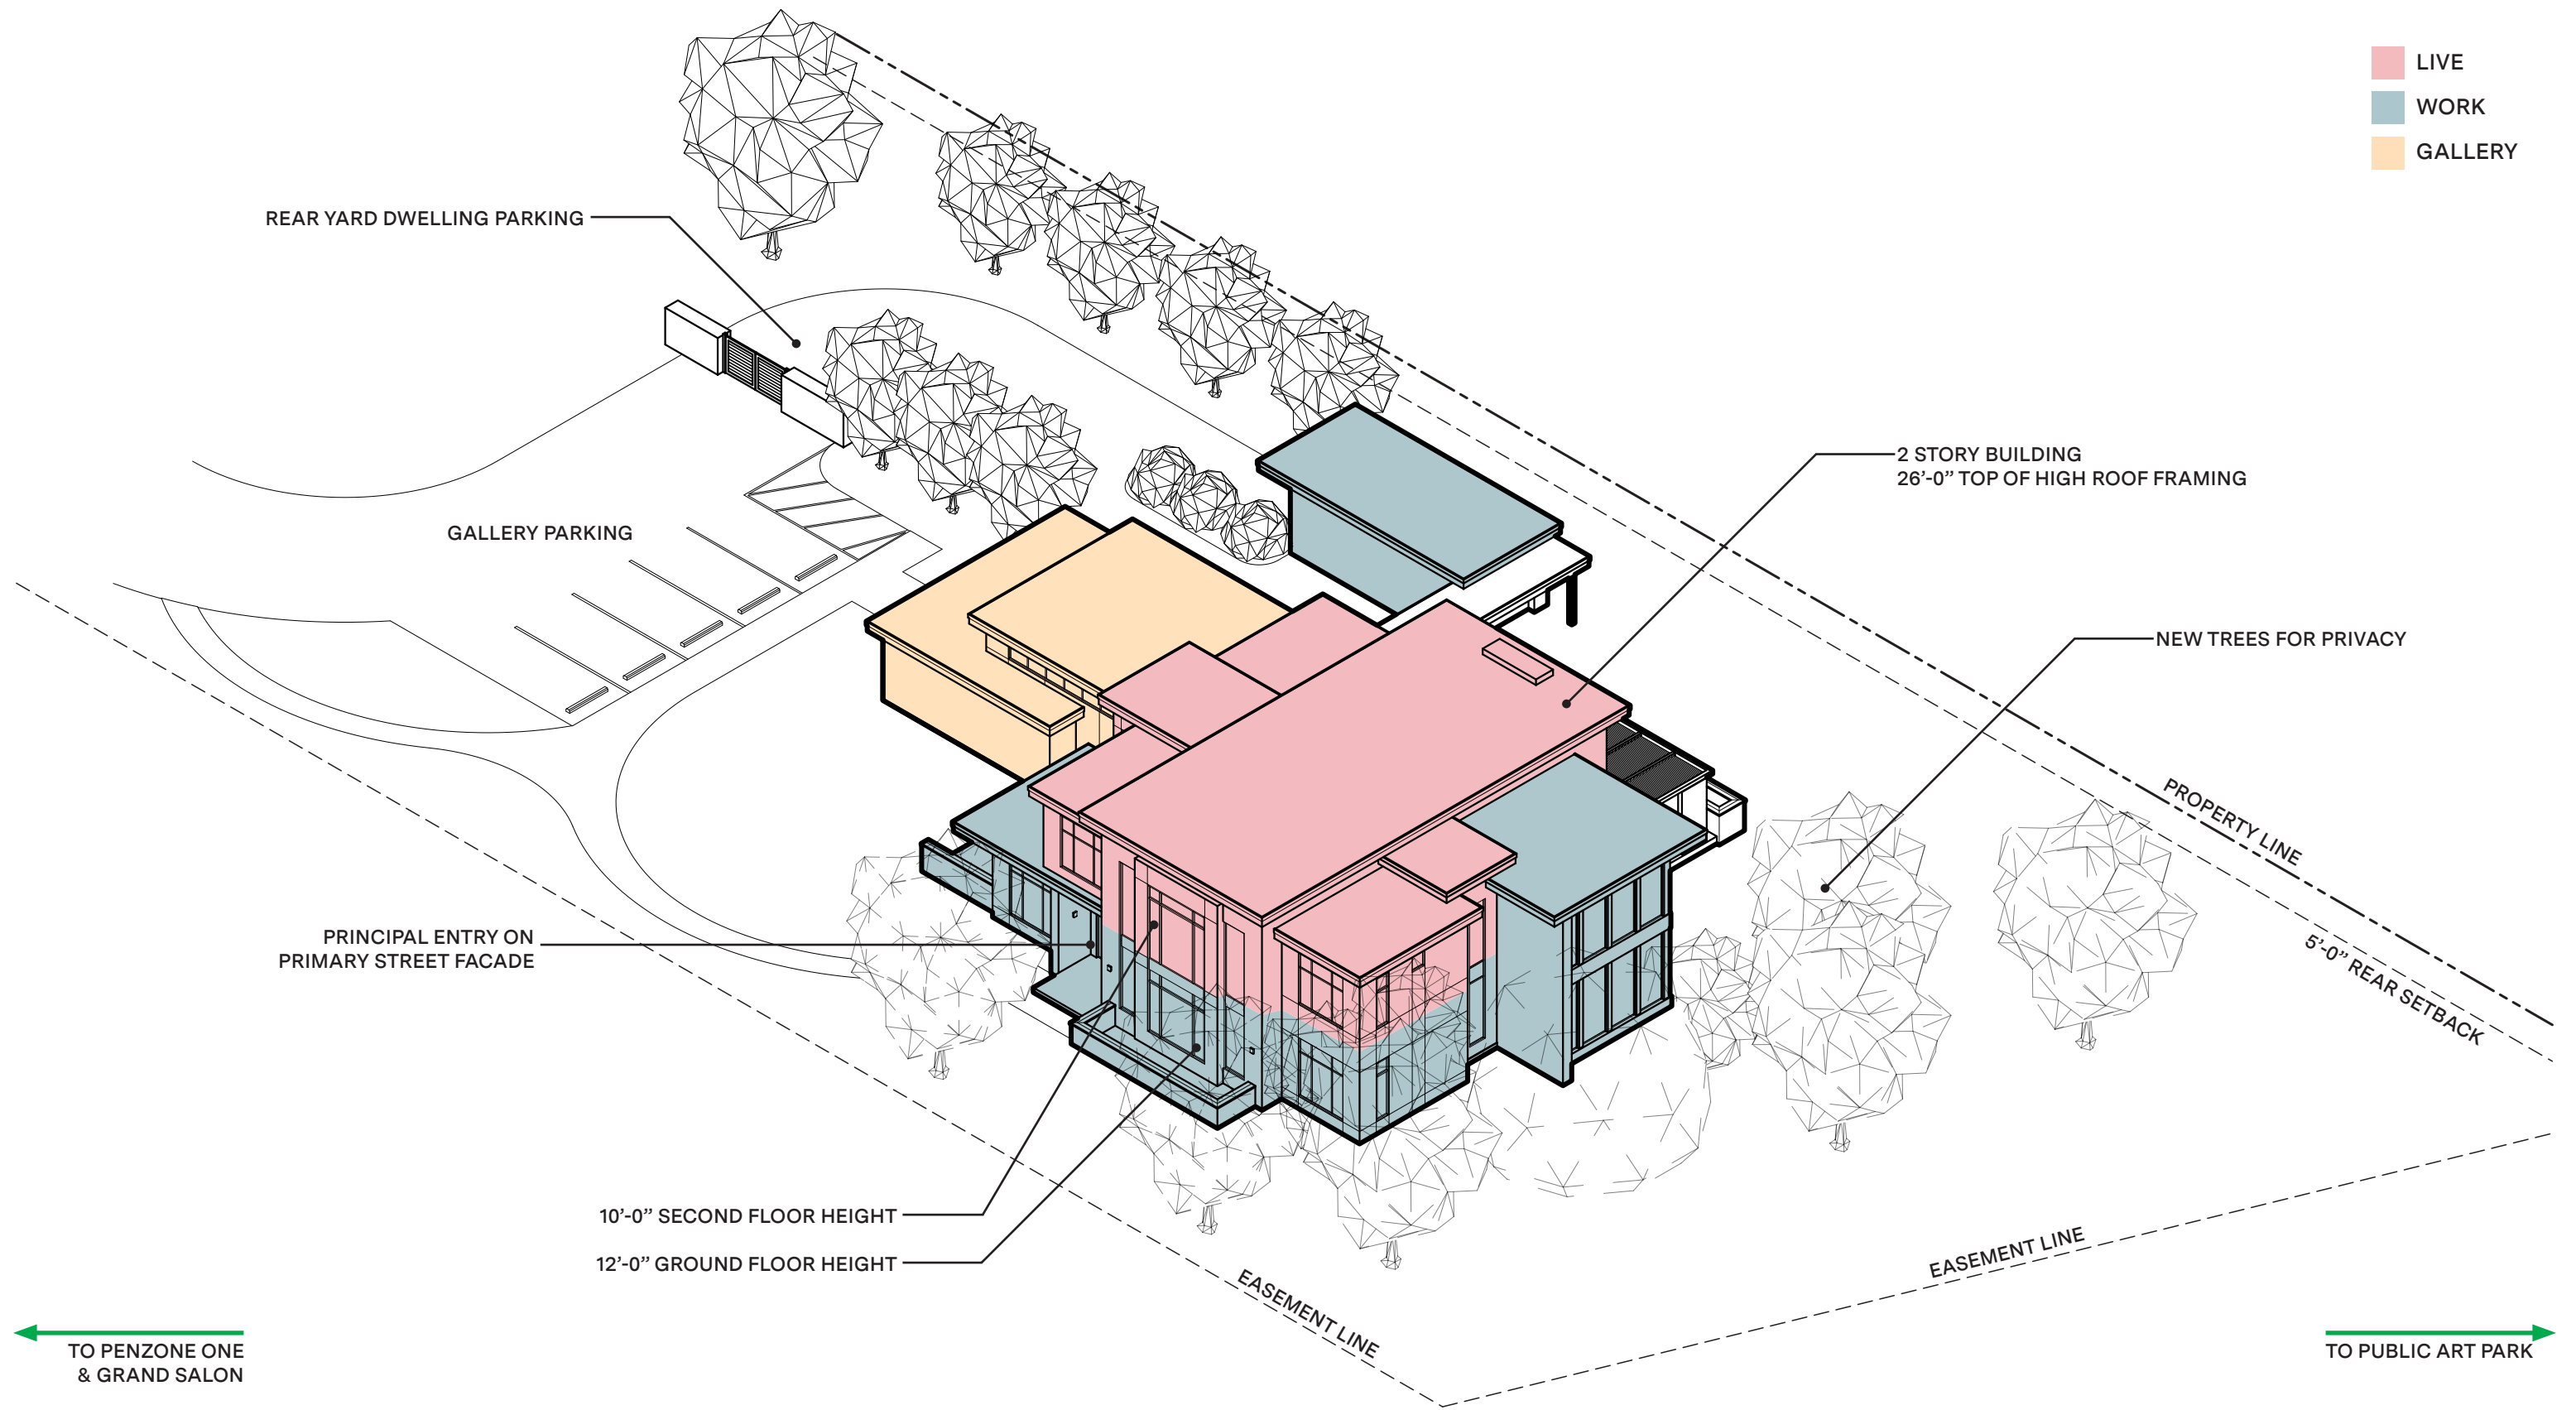 LIVE
WORK
GALLERY
REAR YARD DWELLING PARKING
GALLERY PARKING
2 STORY BUILDING
26’-0” TOP OF HIGH ROOF FRAMING
NEW TREES FOR PRIVACY
PROPERTY LINE
5’-0” REAR SETBACK
PRINCIPAL ENTRY ON
PRIMARY STREET FACADE
10’-0” SECOND FLOOR HEIGHT
12’-0” GROUND FLOOR HEIGHT
EASEMENT LINE
EASEMENT LINE
TO PENZONE ONE
& GRAND SALON
TO PUBLIC ART PARK